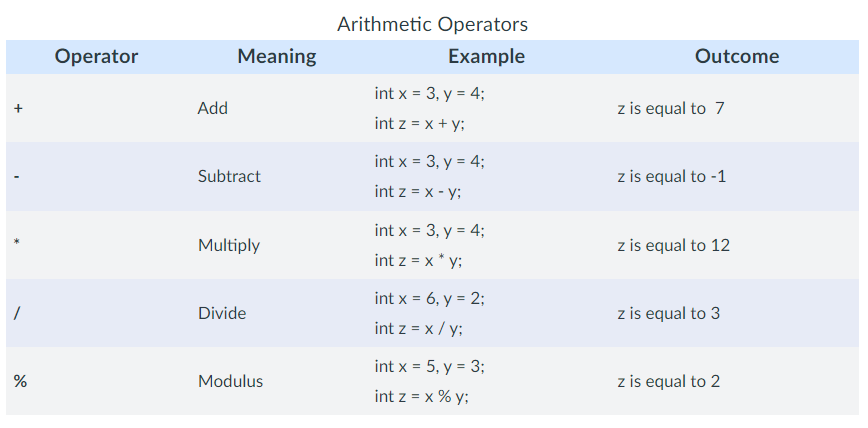 Arithmetic Operators
Operator Meaning Example Outcome
+ Add int x = 3, y = 4; z is equal to  7
int z = x + y;
- Subtract int x = 3, y = 4; z is equal to -1
int z = x - y;
* Multiply int x = 3, y = 4; z is equal to 12
int z = x * y;
/ Divide int x = 6, y = 2; z is equal to 3
int z = x / y;
% Modulus int x = 5, y = 3; z is equal to 2
int z = x % y;